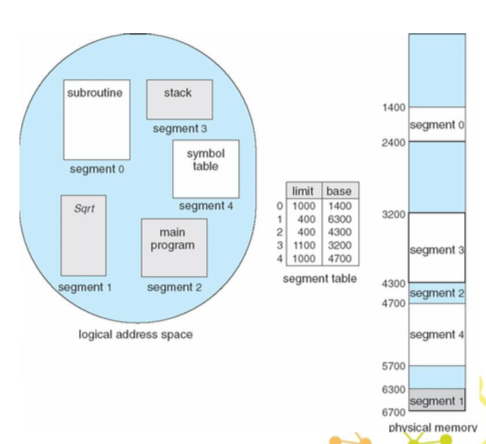 subroutine
segment 0
stack
segment 3
symbol
table
segment 4
Sqrt
segment 1
main
program
segment 2
logical address space
limit base
0 1000 1400
1 400 6300
2 400 4300
3 1100 3200
4 1000 4700
segment table
1400
segment 0
2400
3200
segment 3
4300
segment 2
4700
segment 4
5700
6300
segment 1
6700
physical memory